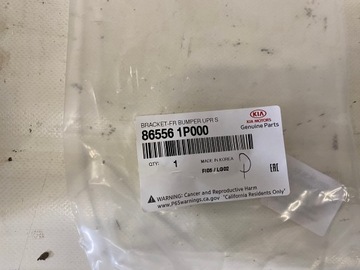 BRACKET-FR BUMPER UPR S
86556 1P000
KIA
KIA MOTORS
Genuine Parts
QTY: 1
MADE IN KOREA
EAC
WARNING: Cancer and Reproductive Harm
www.P65warnings.ca.gov "California Residents Only"